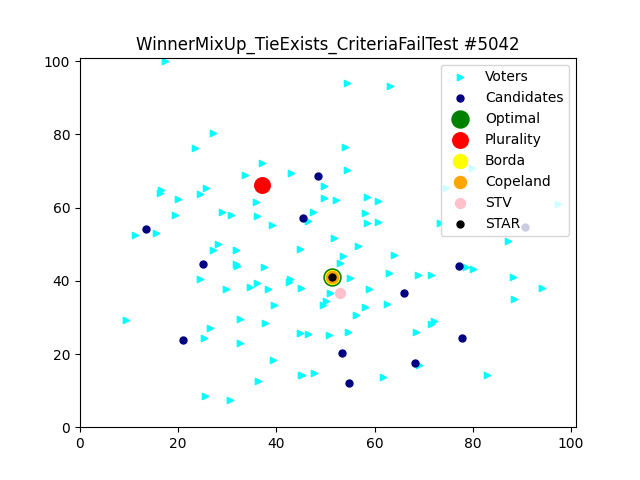 WinnerMixUp_TieExists_CriteriaFailTest #5042
100
80
60
40
20
0
0 20 40 60 80 100
Voters
Candidates
Optimal
Plurality
Borda
Copeland
STV
STAR